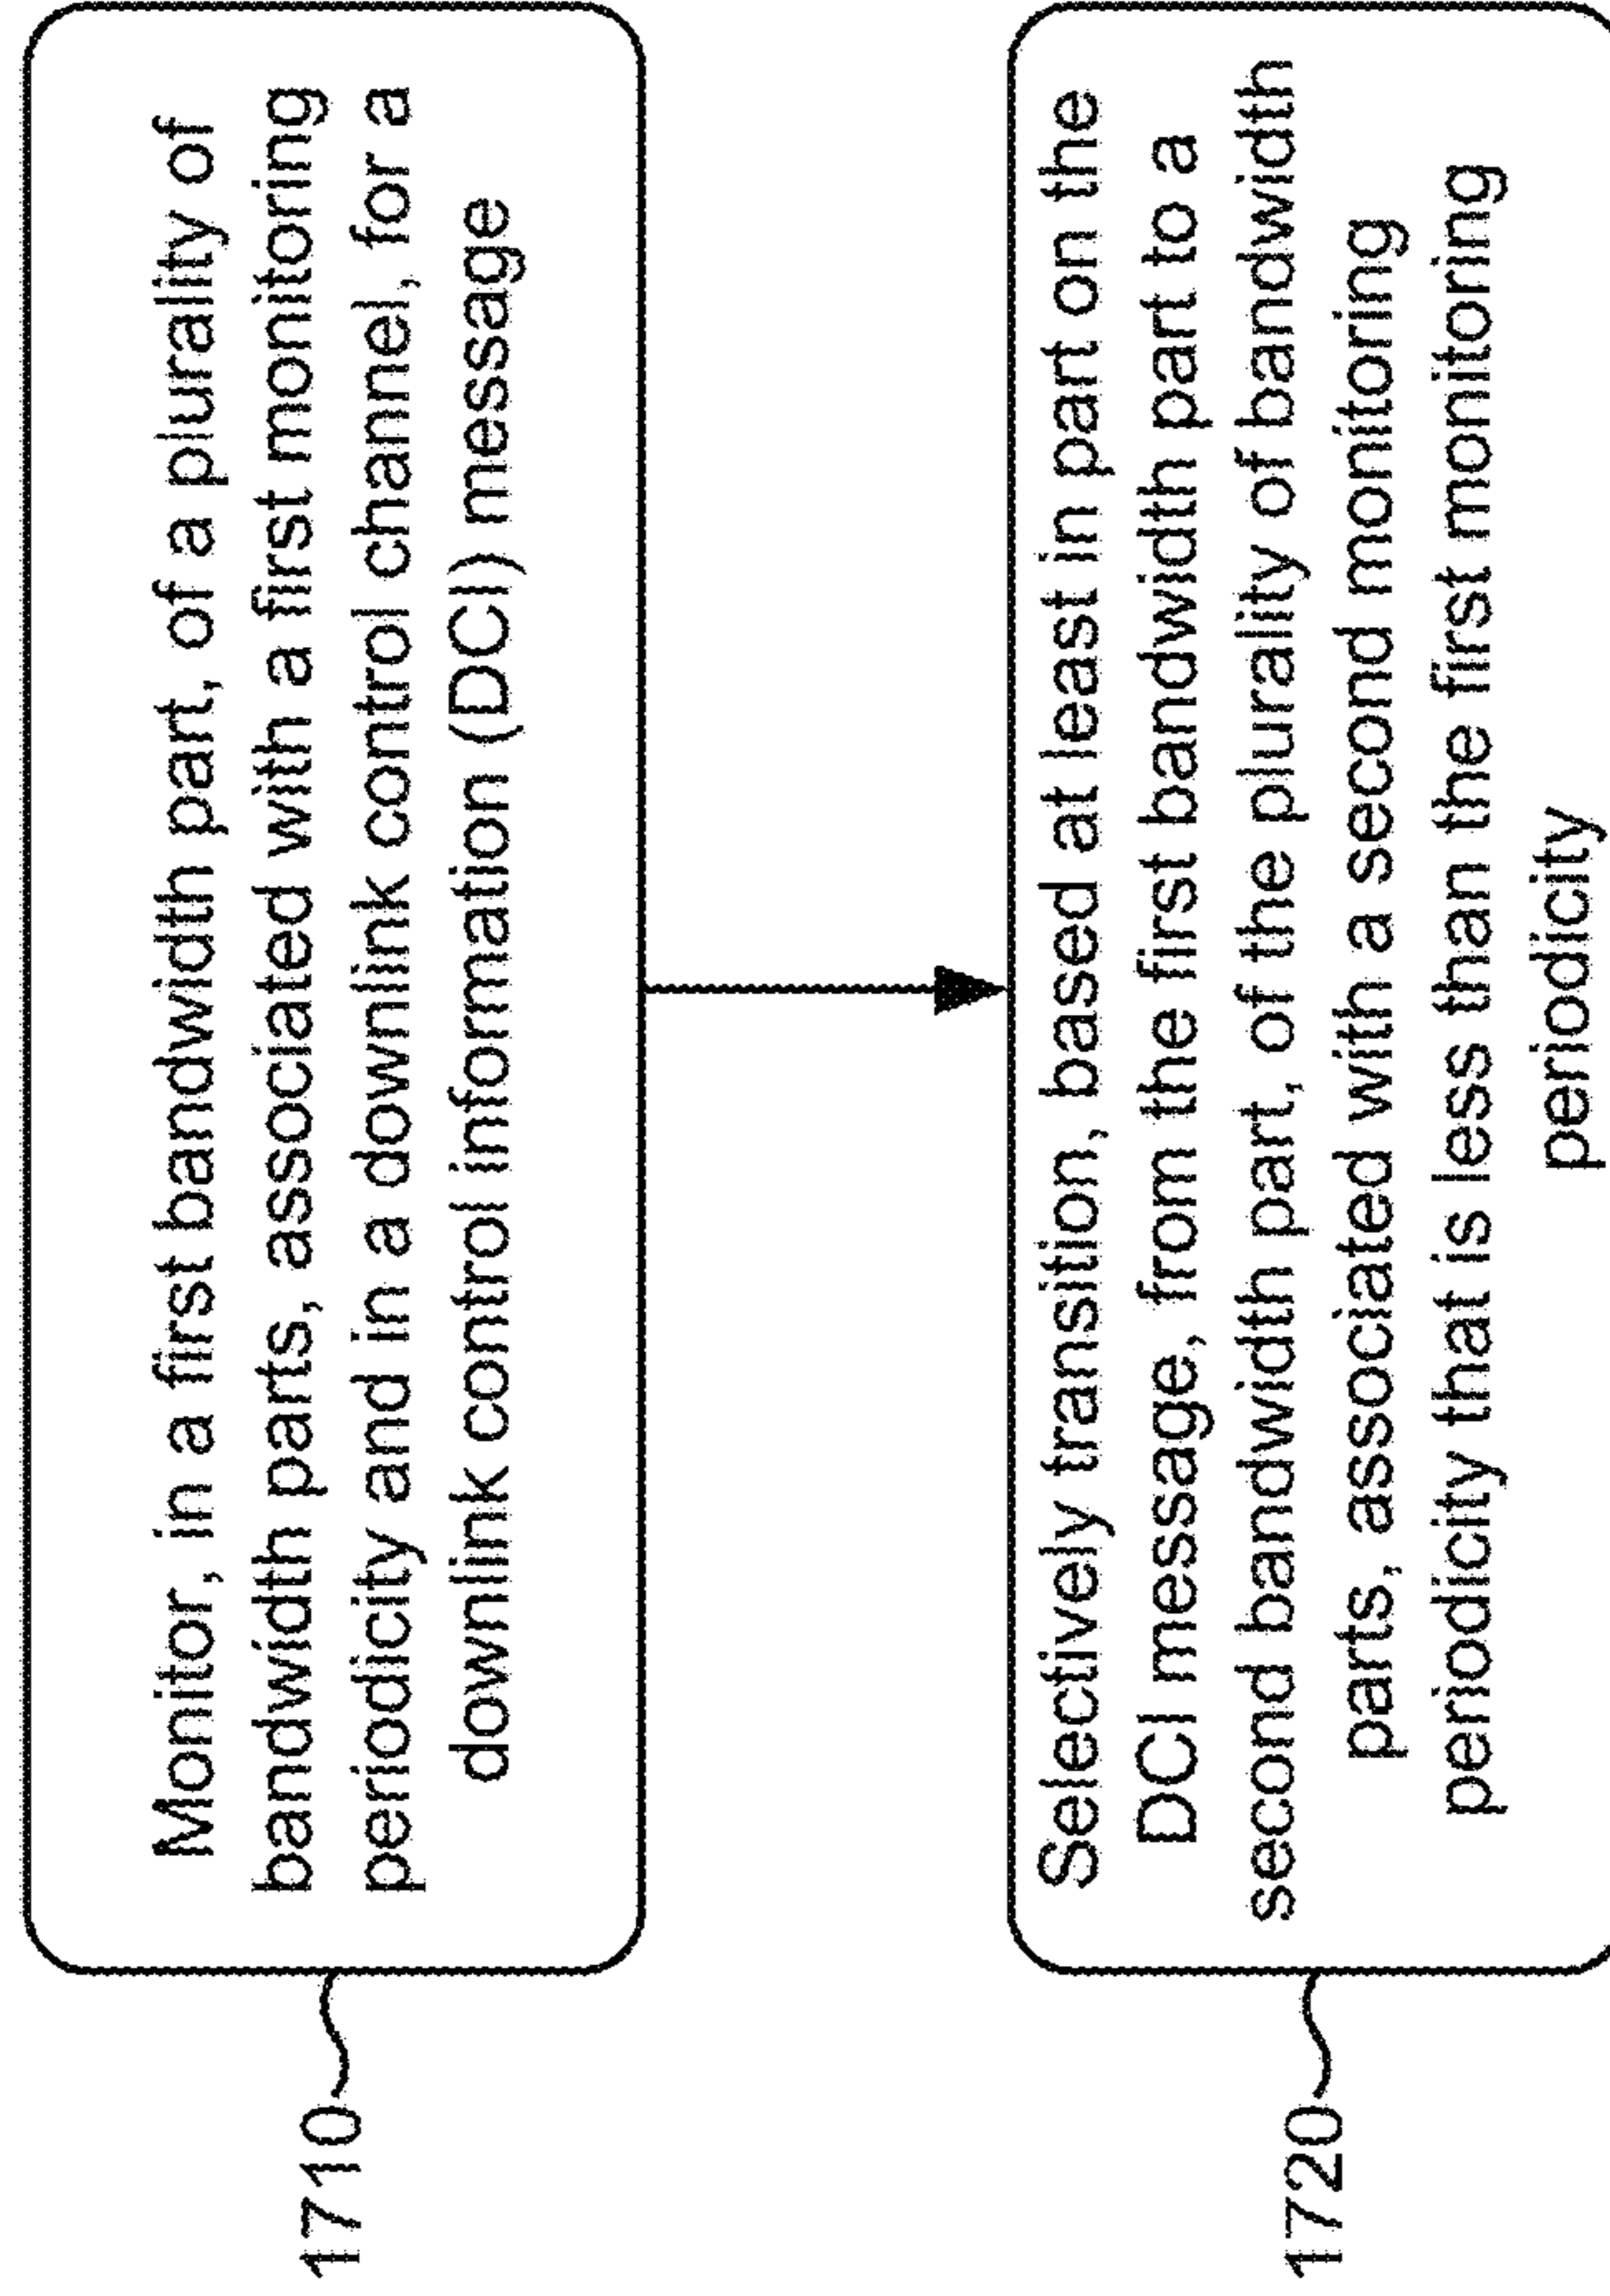 1710
Monitor, in a first bandwidth part, of a plurality of
bandwidth parts, associated with a first monitoring
periodicity and in a downlink control channel, for a
downlink control information (DCI) message
1720
Selectively transition, based at least in part on the
DCI message, from the first bandwidth part to a
second bandwidth part, of the plurality of bandwidth
parts, associated with a second monitoring
periodicity that is less than the first monitoring
periodicity